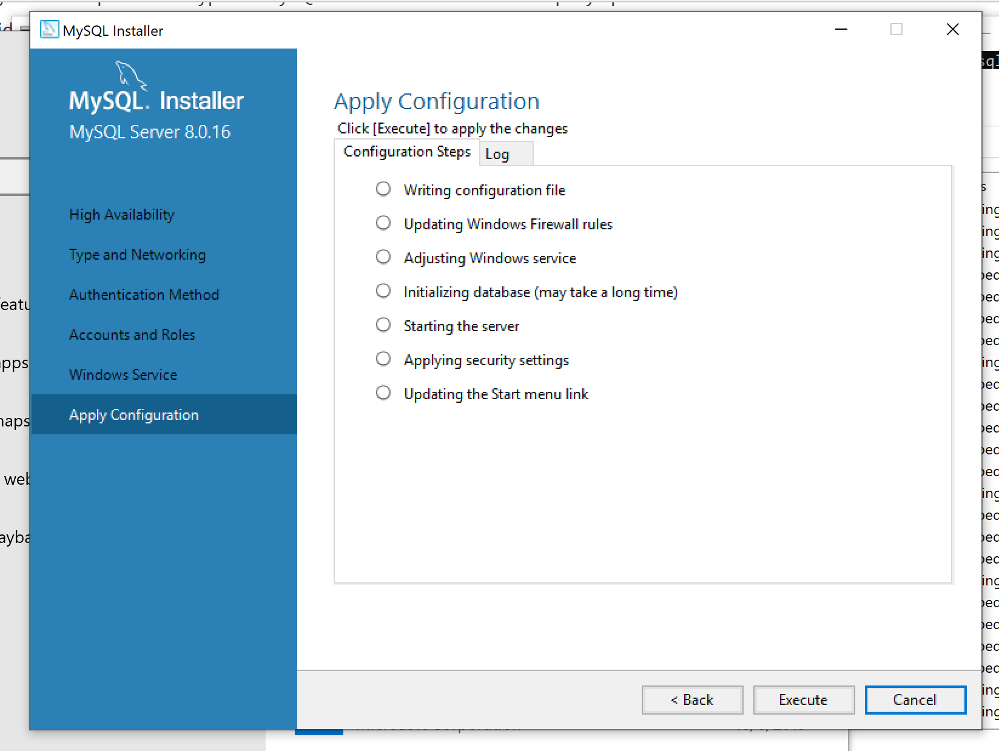 MySQL Installer
MySQL. Installer
MySQL Server 8.0.16
High Availability
Type and Networking
Authentication Method
Accounts and Roles
Windows Service
Apply Configuration
Apply Configuration
Click [Execute] to apply the changes
Configuration Steps
Log
Writing configuration file
Updating Windows Firewall rules
Adjusting Windows service
Initializing database (may take a long time)
Starting the server
Applying security settings
Updating the Start menu link
< Back
Execute
Cancel